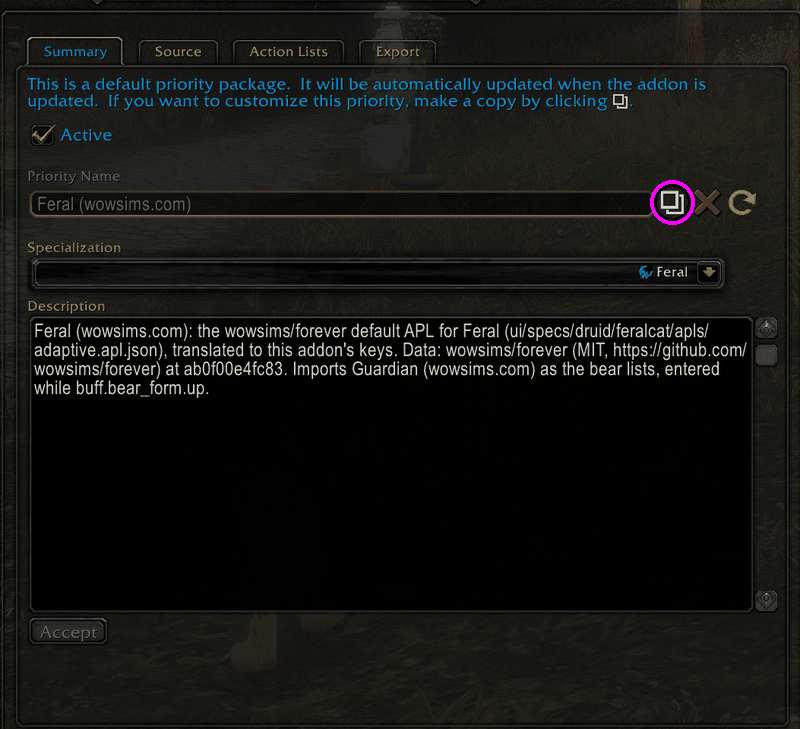 Summary
Source
Action Lists
Export
This is a default priority package.  It will be automatically updated when the addon is
updated.  If you want to customize this priority, make a copy by clicking
.
Active
Priority Name
Feral (wowsims.com)
Specialization
Feral
Description
Feral (wowsims.com): the wowsims/forever default APL for Feral (ui/specs/druid/feralcat/apls/
adaptive.apl.json), translated to this addon's keys. Data: wowsims/forever (MIT, https://github.com/
wowsims/forever) at ab0f00e4fc83. Imports Guardian (wowsims.com) as the bear lists, entered
while buff.bear_form.up.
Accept